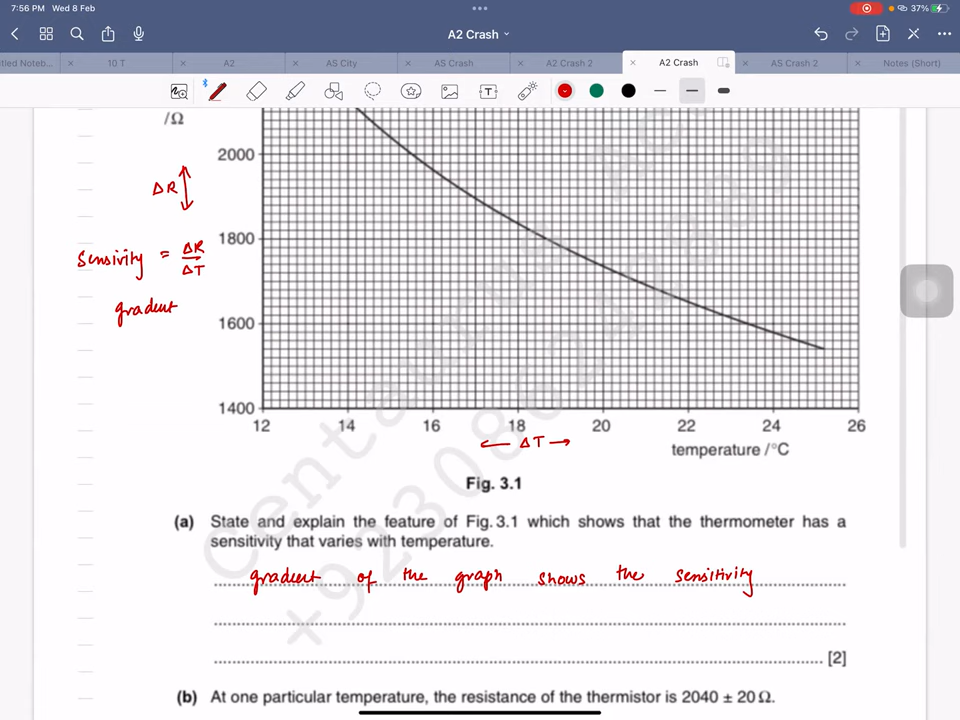 7:56 PM Wed 8 Feb
37%
A2 Crash
tled Noteb...
10 T
A2
AS City
AS Crash
A2 Crash 2
A2 Crash
AS Crash 2
Notes (Short)
/Ω
2000
ΔR
1800
Sensivity = ΔR
ΔT
gradent
1600
1400
12 14 16 18 20 22 24 26
← ΔT →
temperature /°C
Fig. 3.1
(a) State and explain the feature of Fig. 3.1 which shows that the thermometer has a
sensitivity that varies with temperature.
gradent of the graph shows the sensitivity
[2]
(b) At one particular temperature, the resistance of the thermistor is 2040 ± 20 Ω.